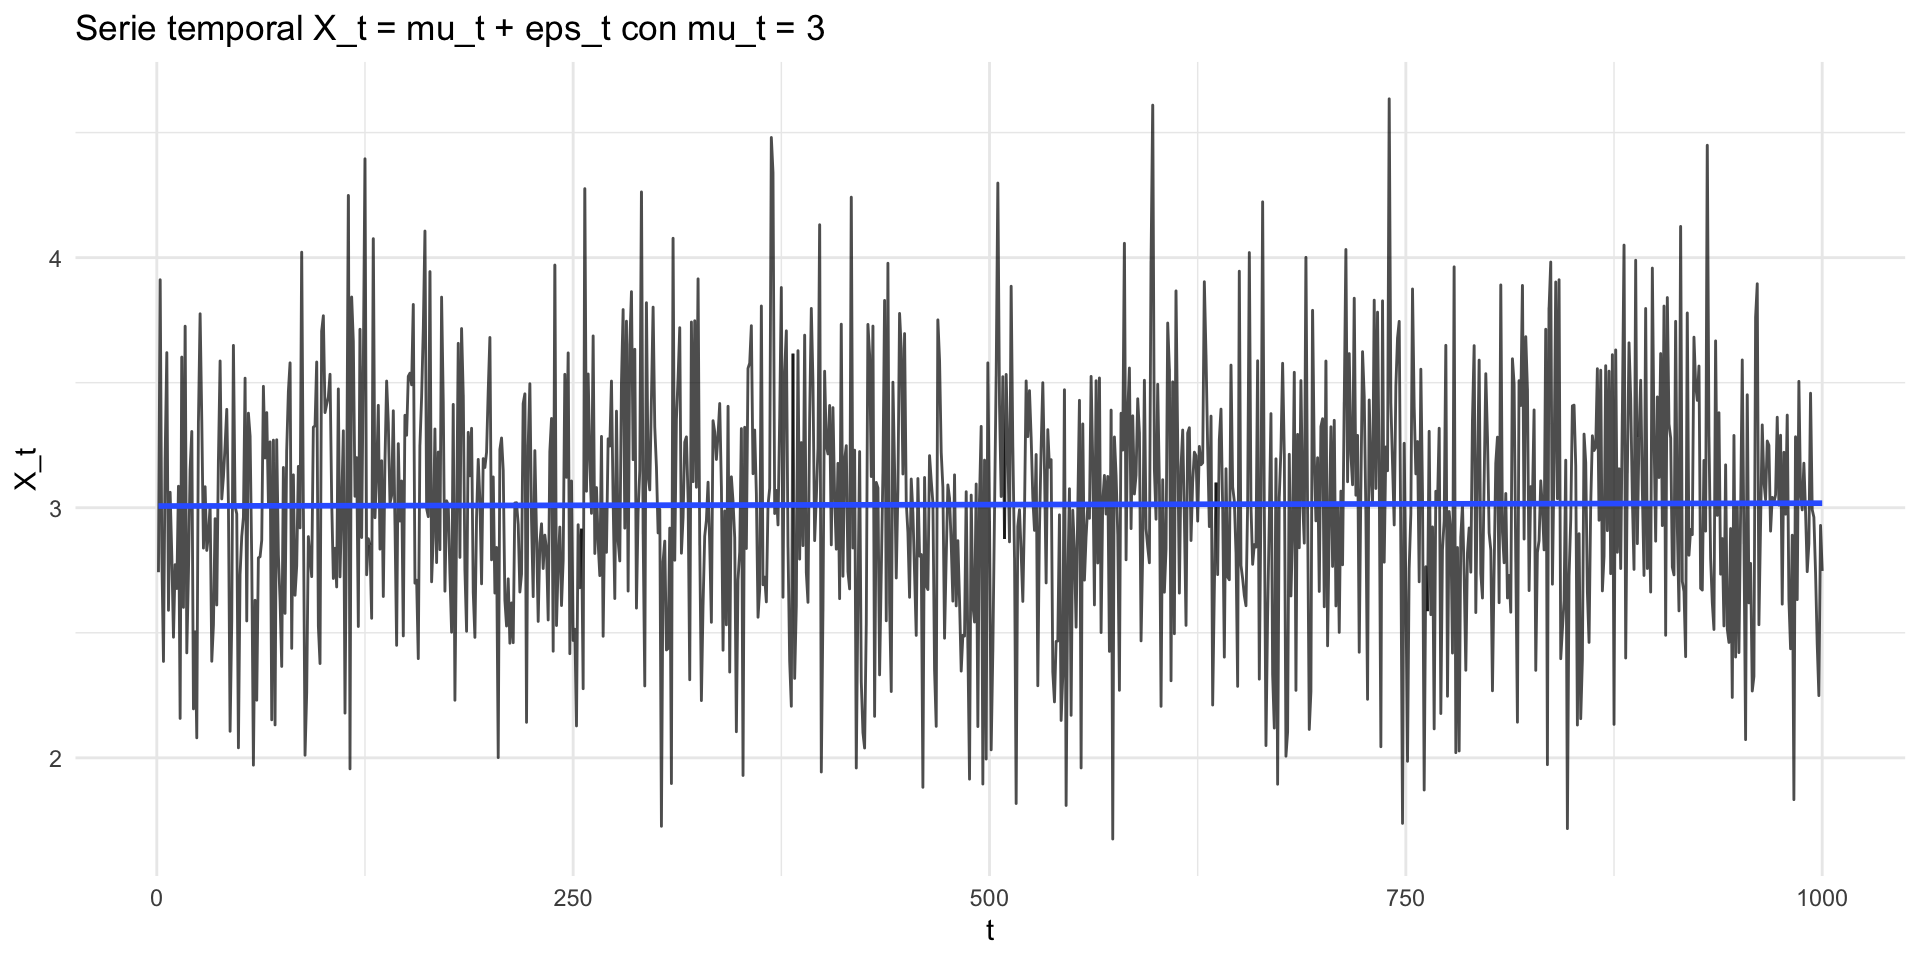 Serie temporal X_t = mu_t + eps_t con mu_t = 3
X_t
4
3
2
0 250 500 750 1000
t